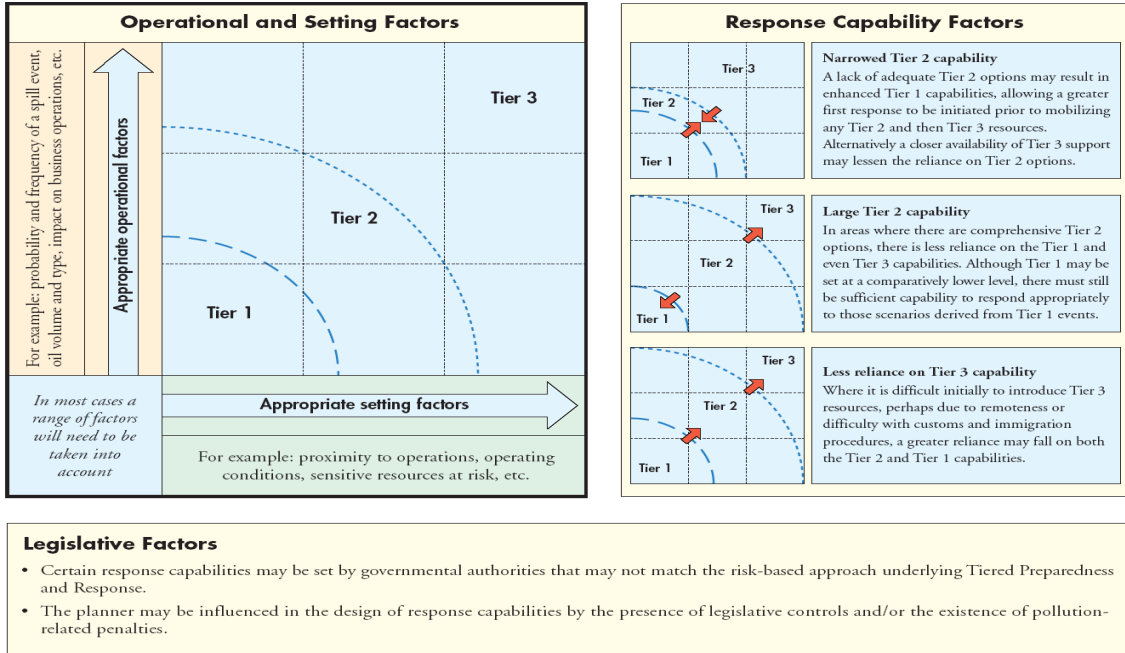 Operational and Setting Factors
For example: probability and frequency of a spill event,
oil volume and type, impact on business operations, etc.
Appropriate operational factors
Tier 3
Tier 2
Tier 1
In most cases a
range of factors
will need to be
taken into
account
Appropriate setting factors
For example: proximity to operations, operating
conditions, sensitive resources at risk, etc.
Response Capability Factors
Tier 3
Tier 2
Tier 1
Narrowed Tier 2 capability
A lack of adequate Tier 2 options may result in
enhanced Tier 1 capabilities, allowing a greater
first response to be initiated prior to mobilizing
any Tier 2 and then Tier 3 resources.
Alternatively a closer availability of Tier 3 support
may lessen the reliance on Tier 2 options.
Tier 3
Tier 2
Tier 1
Large Tier 2 capability
In areas where there are comprehensive Tier 2
options, there is less reliance on the Tier 1 and
even Tier 3 capabilities. Although Tier 1 may be
set at a comparatively lower level, there must still
be sufficient capability to respond appropriately
to those scenarios derived from Tier 1 events.
Tier 3
Tier 2
Tier 1
Less reliance on Tier 3 capability
Where it is difficult initially to introduce Tier 3
resources, perhaps due to remoteness or
difficulty with customs and immigration
procedures, a greater reliance may fall on both
the Tier 2 and Tier 1 capabilities.
Legislative Factors
• Certain response capabilities may be set by governmental authorities that may not match the risk-based approach underlying Tiered Preparedness
and Response.
• The planner may be influenced in the design of response capabilities by the presence of legislative controls and/or the existence of pollution-
related penalties.